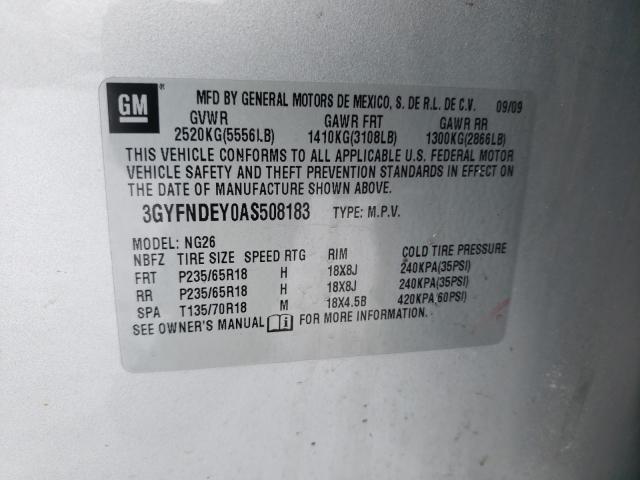 GM ®
MFD BY GENERAL MOTORS DE MEXICO, S. DE R.L. DE C.V. 09/09
GVWR GAWR FRT GAWR RR
2520KG(5556LB) 1410KG(3108LB) 1300KG(2866LB)
THIS VEHICLE CONFORMS TO ALL APPLICABLE U.S. FEDERAL MOTOR
VEHICLE SAFETY AND THEFT PREVENTION STANDARDS IN EFFECT ON
THE DATE OF MANUFACTURE SHOWN ABOVE.
3GYFNDEY0AS508183 TYPE: M.P.V.
MODEL: NG26
NBFZ TIRE SIZE SPEED RTG RIM COLD TIRE PRESSURE
FRT P235/65R18 H 18X8J 240KPA(35PSI)
RR P235/65R18 H 18X8J 240KPA(35PSI)
SPA T135/70R18 M 18X4.5B 420KPA(60PSI)
SEE OWNER'S MANUAL i FOR MORE INFORMATION.